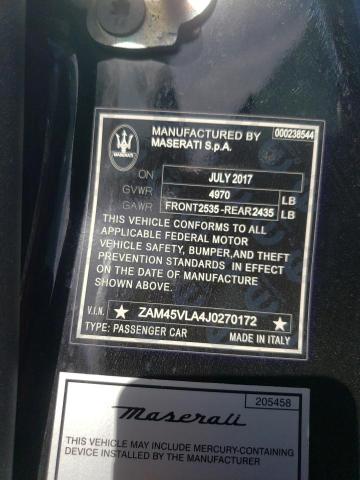 MANUFACTURED BY 000238544
MASERATI S.p.A.
ON JULY 2017
GVWR 4970 LB
GAWR FRONT2535-REAR2435 LB
THIS VEHICLE CONFORMS TO ALL
APPLICABLE FEDERAL MOTOR
VEHICLE SAFETY, BUMPER, AND THEFT
PREVENTION STANDARDS IN EFFECT
ON THE DATE OF MANUFACTURE
SHOWN ABOVE.
V.I.N. ★ ZAM45VLA4J0270172 ★
TYPE: PASSENGER CAR MADE IN ITALY
205458
Maserati
THIS VEHICLE MAY INCLUDE MERCURY-CONTAINING
DEVICE INSTALLED BY THE MANUFACTURER